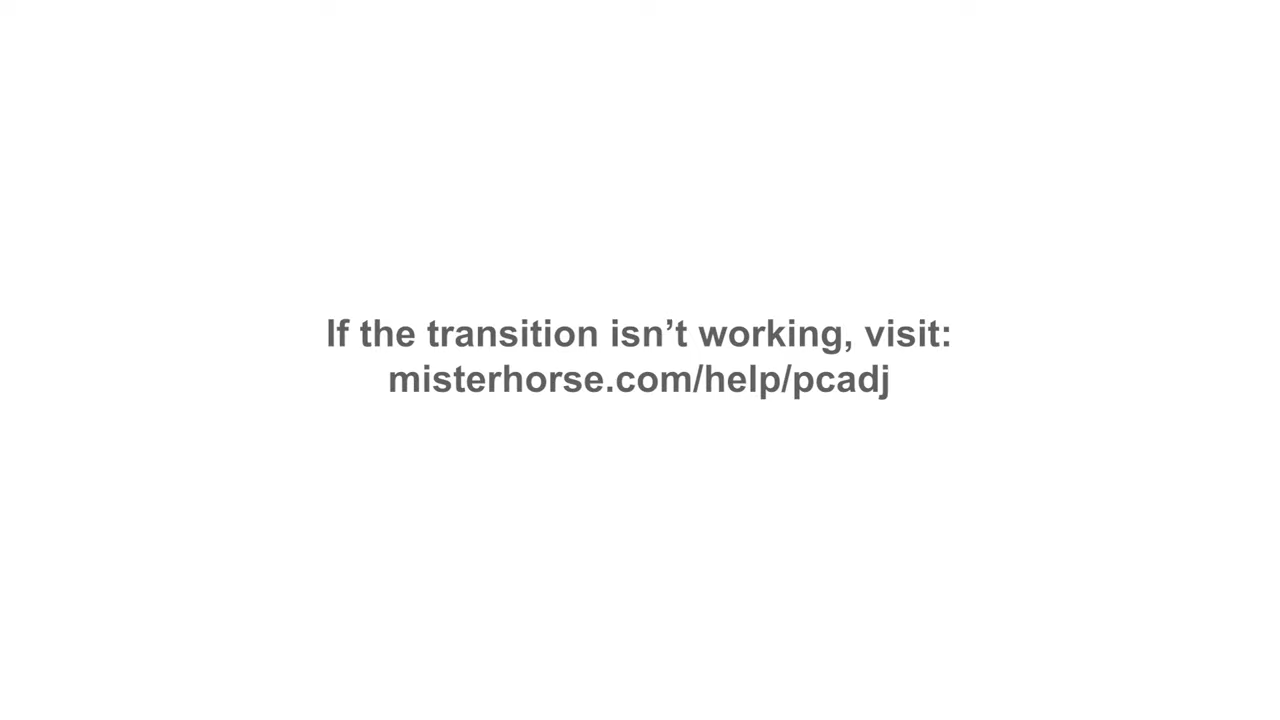 If the transition isn’t working, visit:
misterhorse.com/help/pcadj